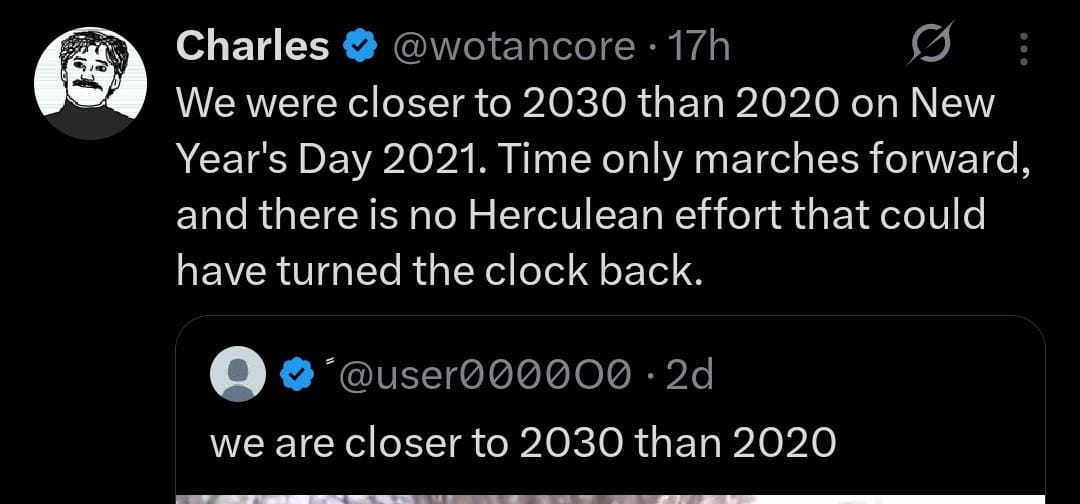 Charles @wotancore · 17h
We were closer to 2030 than 2020 on New
Year's Day 2021. Time only marches forward,
and there is no Herculean effort that could
have turned the clock back.
@user0000OO0 · 2d
we are closer to 2030 than 2020